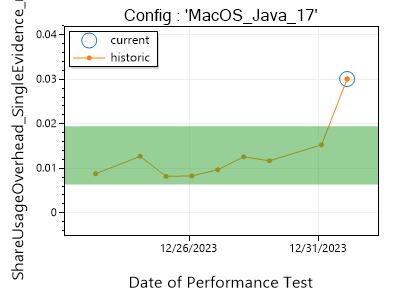 Config : 'MacOS_Java_17'
ShareUsageOverhead_SingleEvidence_
0.04
0.03
0.02
0.01
0
current
historic
12/26/2023
12/31/2023
Date of Performance Test